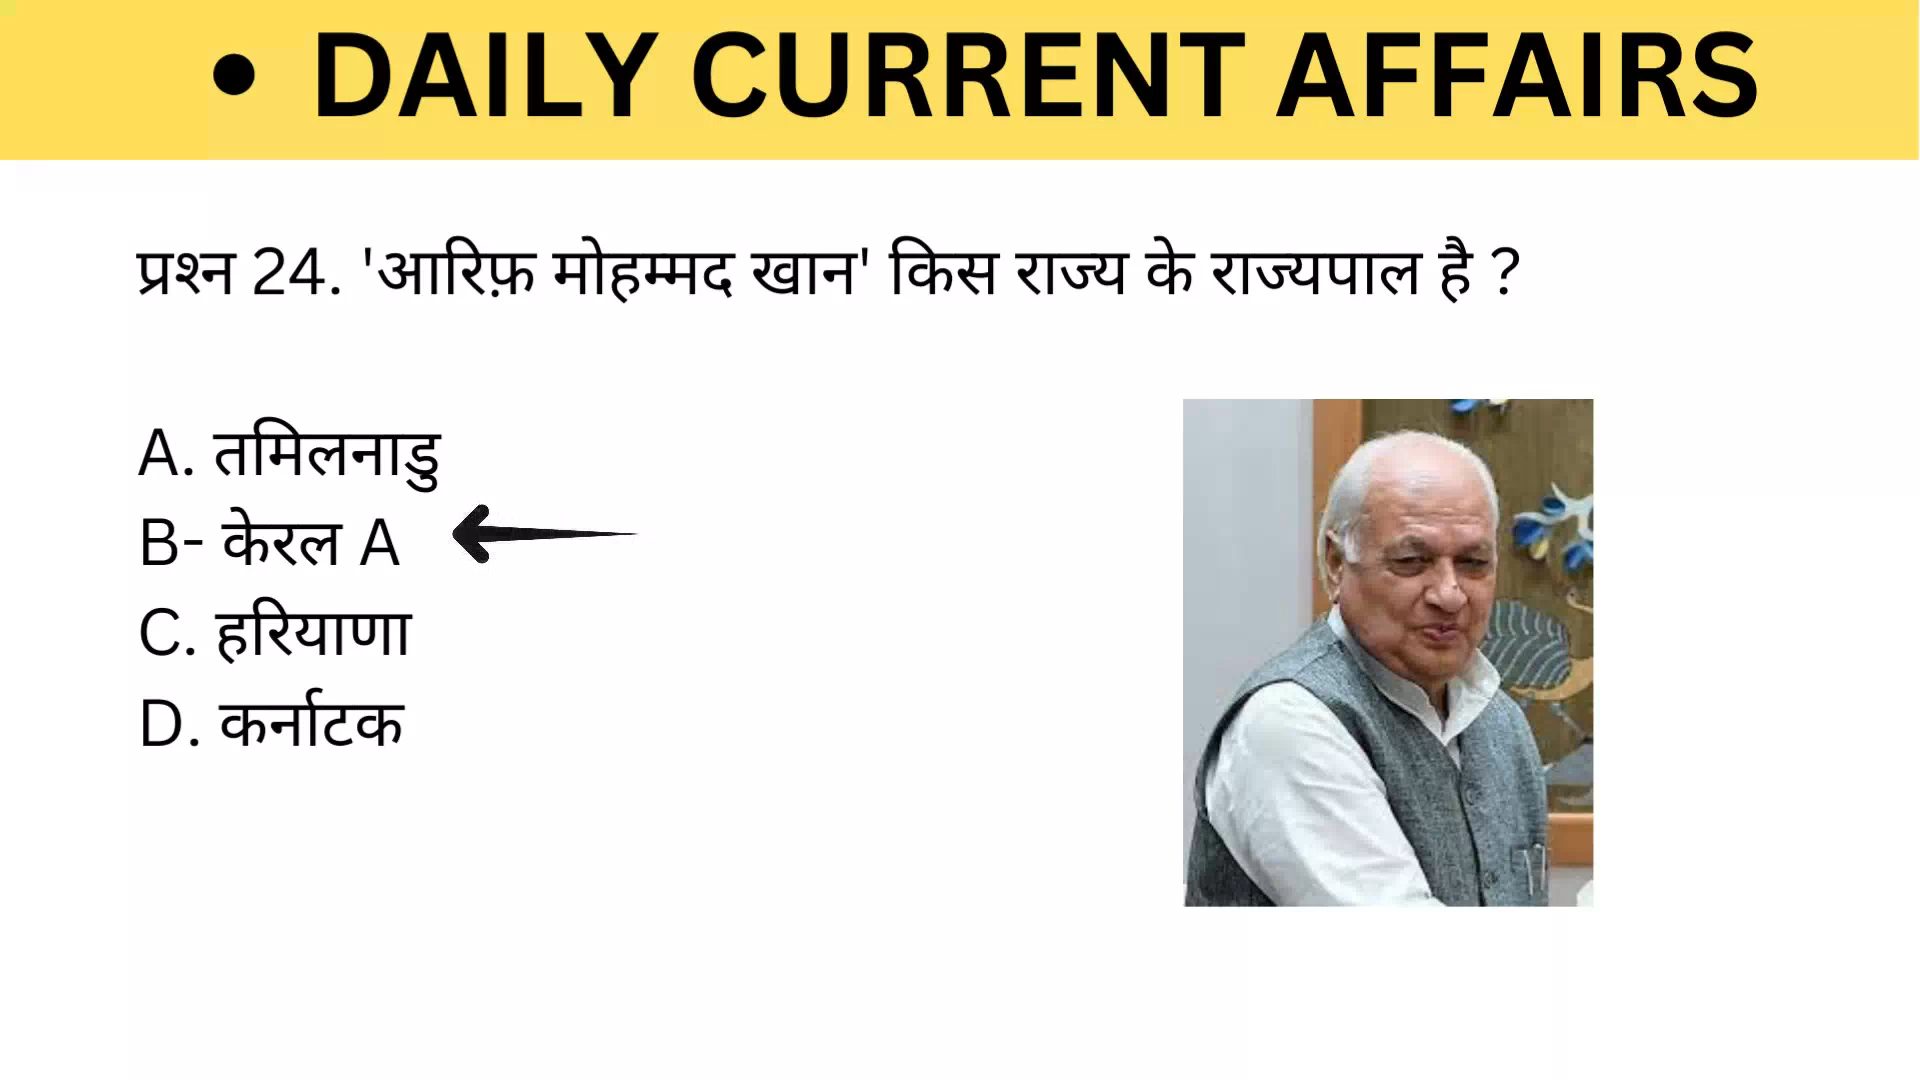 • DAILY CURRENT AFFAIRS
प्रश्न 24. 'आरिफ़ मोहम्मद खान' किस राज्य के राज्यपाल है ?
A. तमिलनाडु
B- केरल A
C. हरियाणा
D. कर्नाटक